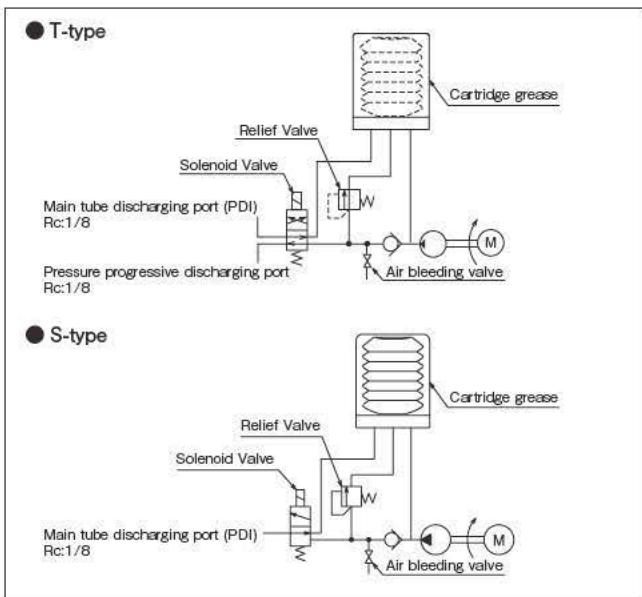 ● T-type
Cartridge grease
Relief Valve
Solenoid Valve
Main tube discharging port (PDI)
Rc:1/8
M
Pressure progressive discharging port
Rc:1/8
Air bleeding valve
● S-type
Cartridge grease
Relief Valve
Solenoid Valve
Main tube discharging port (PDI)
Rc:1/8
M
Air bleeding valve